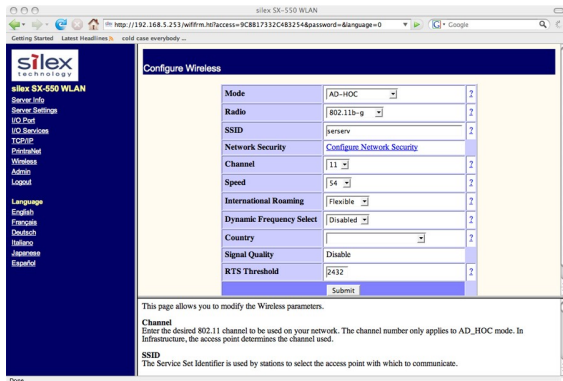 silex SX-550 WLAN
http://192.168.5.253/wififrm.htl?access=9C8B17332C4B3254&password=&language=0
Google
Getting Started Latest Headlines cold case everybody ...
silex
technology
silex SX-550 WLAN
Server Info
Server Settings
I/O Port
I/O Services
TCP/IP
PrintraNet
Wireless
Admin
Logout
Language
English
Français
Deutsch
Italiano
Japanese
Español
Configure Wireless
Mode AD-HOC ?
Radio 802.11b-g ?
SSID serserv ?
Network Security Configure Network Security
Channel 11 ?
Speed 54 ?
International Roaming Flexible ?
Dynamic Frequency Select Disabled ?
Country ?
Signal Quality Disable
RTS Threshold 2432 ?
Submit
This page allows you to modify the Wireless parameters.
Channel
Enter the desired 802.11 channel to be used on your network. The channel number only applies to AD_HOC mode. In
Infrastructure, the access point determines the channel used.
SSID
The Service Set Identifier is used by stations to select the access point with which to communicate.
Done